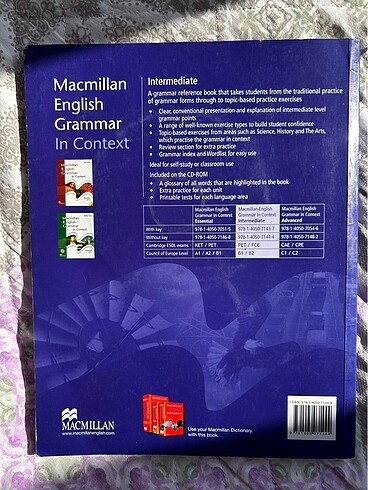 Macmillan
English
Grammar
In Context
Intermediate
A grammar reference book that takes students from the traditional practice
of grammar forms through to topic-based practice exercises
• Clear, conventional presentation and explanation of intermediate level
grammar points
• A range of well-known exercise types to build student confidence
• Topic-based exercises from areas such as Science, History and The Arts,
which practise the grammar in context
• Review section for extra practice
• Grammar index and Wordlist for easy use
Ideal for self-study or classroom use
Included on the CD-ROM
• A glossary of all words that are highlighted in the book
• Extra practice for each unit
• Printable tests for each language area
Macmillan English Grammar In Context Essential
Macmillan English Grammar In Context Intermediate
Macmillan English Grammar In Context Advanced
With key 978-1-4050-7051-5 978-1-4050-7143-7 978-1-4050-7054-6
Without key 978-1-4050-7146-8 978-1-4050-7144-4 978-1-4050-7148-2
Cambridge ESOL exams KET / PET PET / FCE CAE / CPE
Council of Europe Level A1 / A2 / B1 B1 / B2 C1 / C2
MACMILLAN
www.macmillanenglish.com
Use your Macmillan Dictionary
with this book.